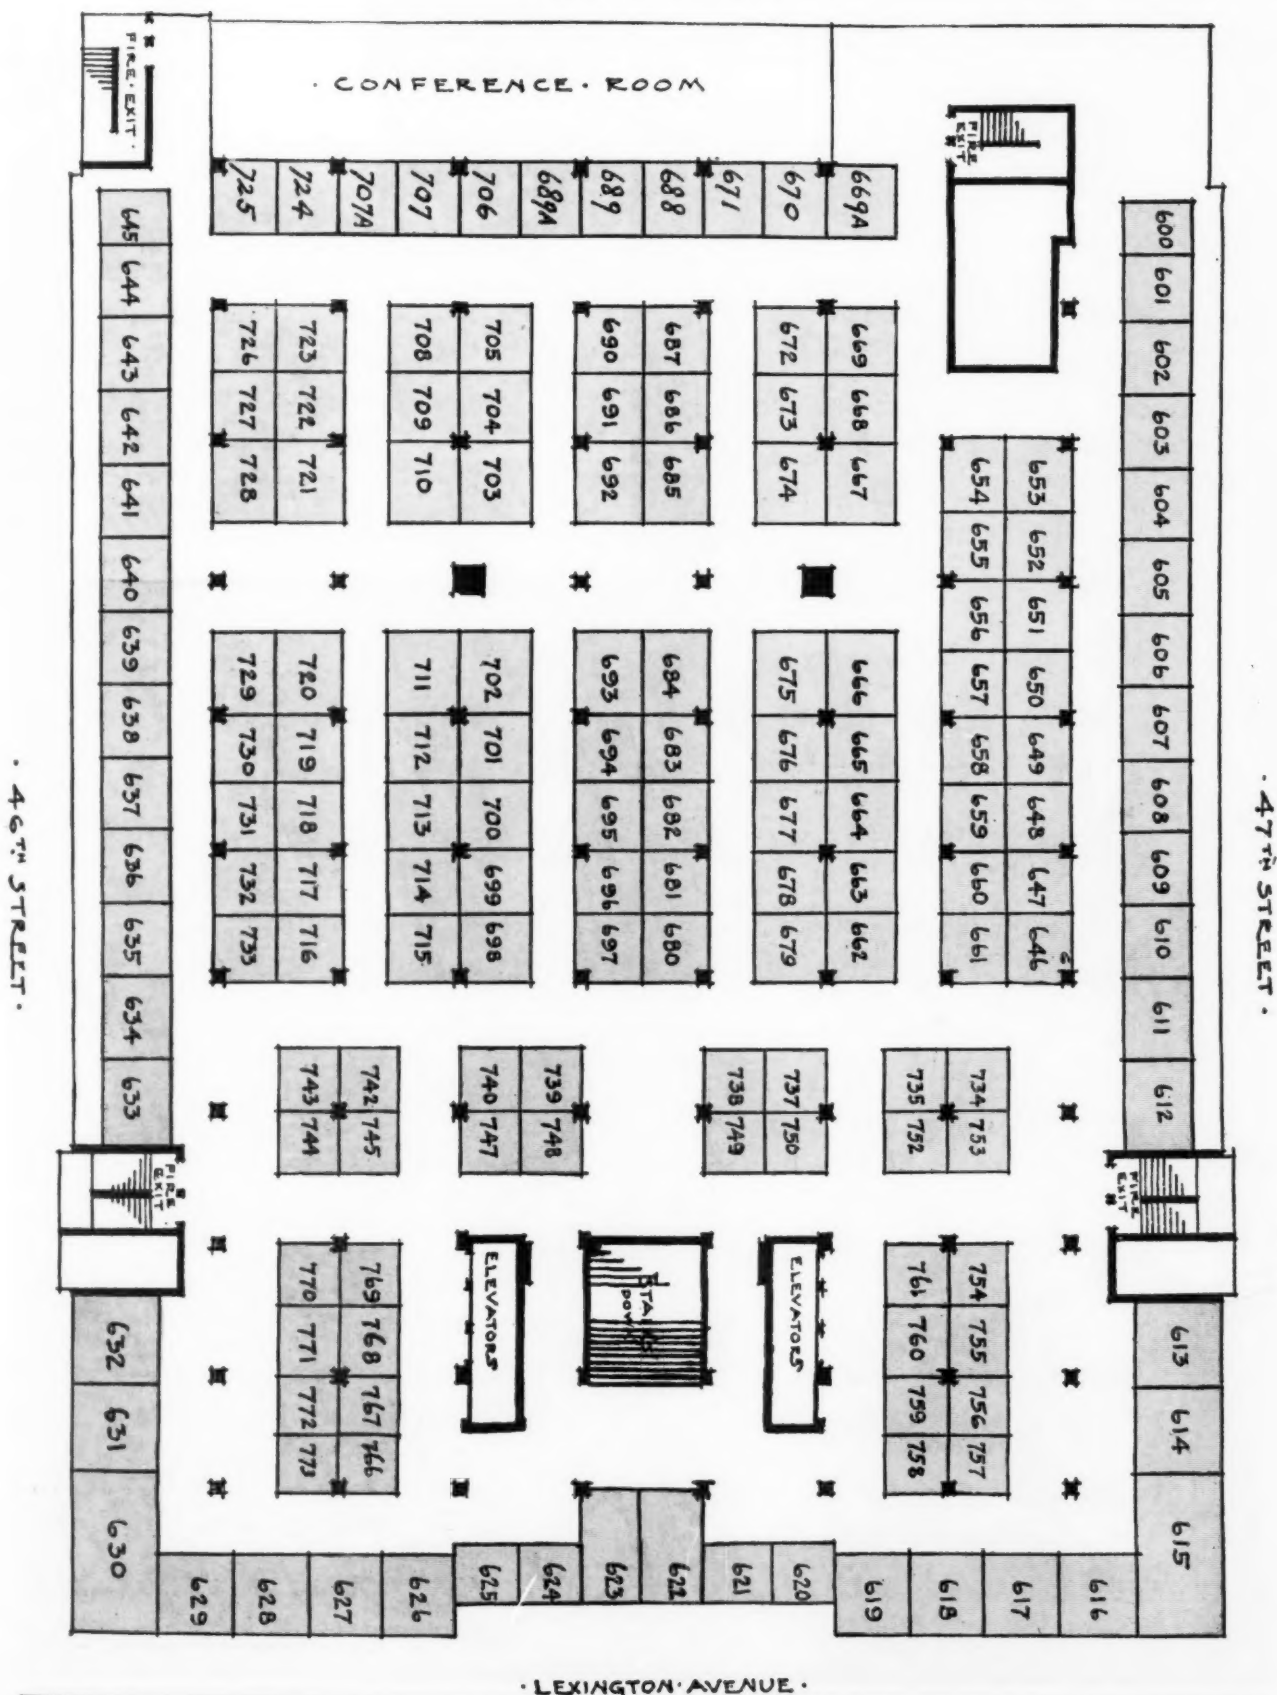 FIRE · EXIT ·
· CONFERENCE · ROOM
FIRE
EXIT
725 724 707A 707 706 689A 689 688 671 670 669A
645
644
643
642
641
640
639
638
637
636
635
634
633
600
601
602
603
604
605
606
607
608
609
610
611
612
726 723 708 705 690 687 672 669
727 722 709 704 691 686 673 668
728 721 710 703 692 685 674 667
654 653
655 652
656 651
657 650
658 649
659 648
660 647
661 646
729 720 711 702 693 684 675 666
730 719 712 701 694 683 676 665
731 718 713 700 695 682 677 664
732 717 714 699 696 681 678 663
733 716 715 698 697 680 679 662
· 46TH STREET ·
· 47TH STREET ·
743 742 740 739 738 737 735 734
744 745 747 748 749 750 752 753
FIRE
EXIT
FIRE
EXIT
770 769
771 768
772 767
773 766
ELEVATORS
STAIRS
DOWN
ELEVATORS
761 754
760 755
759 756
758 757
632
631
630
613
614
615
629 628 627 626 625 624 623 622 621 620 619 618 617 616
· LEXINGTON · AVENUE ·